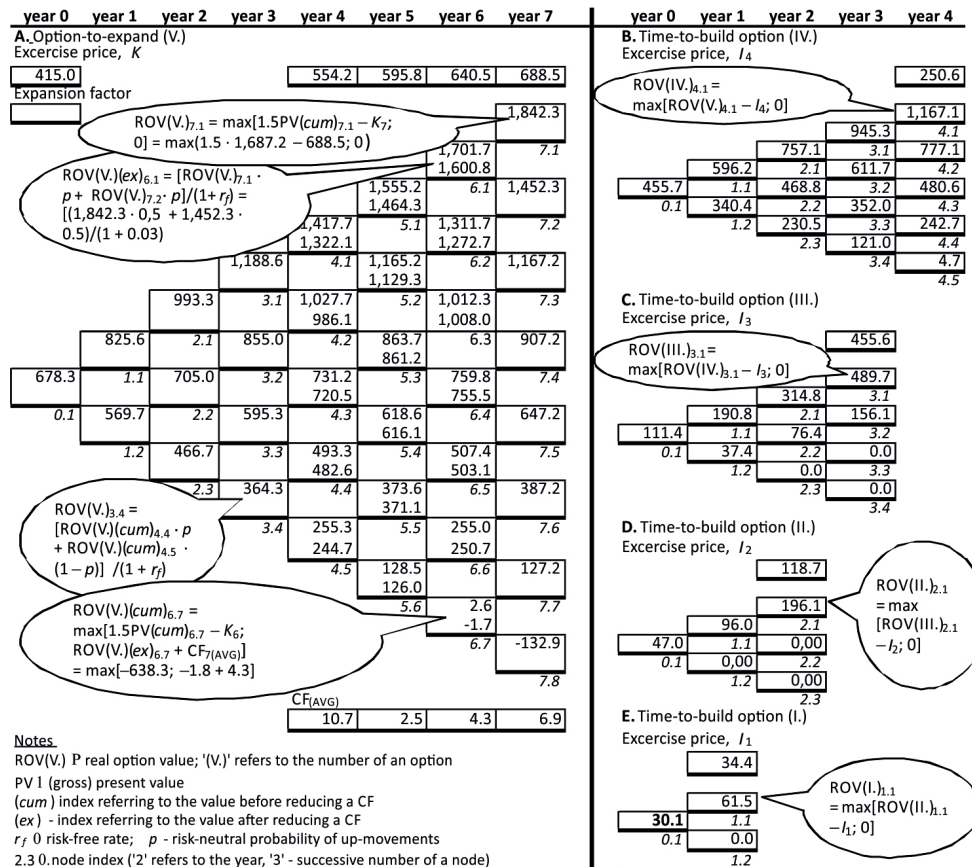 year 0 year 1 year 2 year 3 year 4 year 5 year 6 year 7
A. Option-to-expand (V.)
Excercise price, K
415.0 554.2 595.8 640.5 688.5
Expansion factor
ROV(V.)7.1 = max[1.5PV(cum)7.1 − K7;
0] = max(1.5 · 1,687.2 − 688.5; 0)
1,842.3
1,701.7 7.1
ROV(V.)(ex)6.1 = [ROV(V.)7.1 ·
p + ROV(V.)7.2 · p]/(1+ rf) =
[(1,842.3 · 0,5 + 1,452.3 ·
0.5)/(1 + 0.03)
1,600.8
1,555.2 6.1 1,452.3
1,464.3
1,417.7 5.1 1,311.7 7.2
1,322.1 1,272.7
1,188.6 4.1 1,165.2 6.2 1,167.2
1,129.3
993.3 3.1 1,027.7 5.2 1,012.3 7.3
986.1 1,008.0
825.6 2.1 855.0 4.2 863.7 6.3 907.2
861.2
678.3 1.1 705.0 3.2 731.2 5.3 759.8 7.4
720.5 755.5
0.1 569.7 2.2 595.3 4.3 618.6 6.4 647.2
616.1
1.2 466.7 3.3 493.3 5.4 507.4 7.5
482.6 503.1
2.3 364.3 4.4 373.6 6.5 387.2
371.1
3.4 255.3 5.5 255.0 7.6
244.7 250.7
4.5 128.5 6.6 127.2
126.0
5.6 2.6 7.7
-1.7
6.7 -132.9
7.8
ROV(V.)3.4 =
[ROV(V.)(cum)4.4 · p
+ ROV(V.)(cum)4.5 ·
(1−p)] /(1 + rf)
ROV(V.)(cum)6.7 =
max[1.5PV(cum)6.7 − K6;
ROV(V.)(ex)6.7 + CF7(AVG)]
= max[−638.3; −1.8 + 4.3]
CF(AVG)
10.7 2.5 4.3 6.9
Notes
ROV(V.) P real option value; '(V.)' refers to the number of an option
PV 1 (gross) present value
(cum) index referring to the value before reducing a CF
(ex) - index referring to the value after reducing a CF
rf 0 risk-free rate; p - risk-neutral probability of up-movements
2.3 0.node index ('2' refers to the year, '3' - successive number of a node)
year 0 year 1 year 2 year 3 year 4
B. Time-to-build option (IV.)
Excercise price, I4
250.6
ROV(IV.)4.1 =
max[ROV(V.)4.1 − I4; 0]
1,167.1
945.3 4.1
757.1 3.1 777.1
596.2 2.1 611.7 4.2
455.7 1.1 468.8 3.2 480.6
0.1 340.4 2.2 352.0 4.3
1.2 230.5 3.3 242.7
2.3 121.0 4.4
3.4 4.7
4.5
C. Time-to-build option (III.)
Excercise price, I3
455.6
ROV(III.)3.1 =
max[ROV(IV.)3.1 − I3; 0]
489.7
314.8 3.1
190.8 2.1 156.1
111.4 1.1 76.4 3.2
0.1 37.4 2.2 0.0
1.2 0.0 3.3
2.3 0.0
3.4
D. Time-to-build option (II.)
Excercise price, I2
118.7
196.1
96.0 2.1
47.0 1.1 0,00
0.1 0,00 2.2
1.2 0,00
2.3
ROV(II.)2.1
= max
[ROV(III.)2.1
−I2; 0]
E. Time-to-build option (I.)
Excercise price, I1
34.4
61.5
30.1 1.1
0.1 0.0
1.2
ROV(I.)1.1
= max[ROV(II.)1.1
−I1; 0]